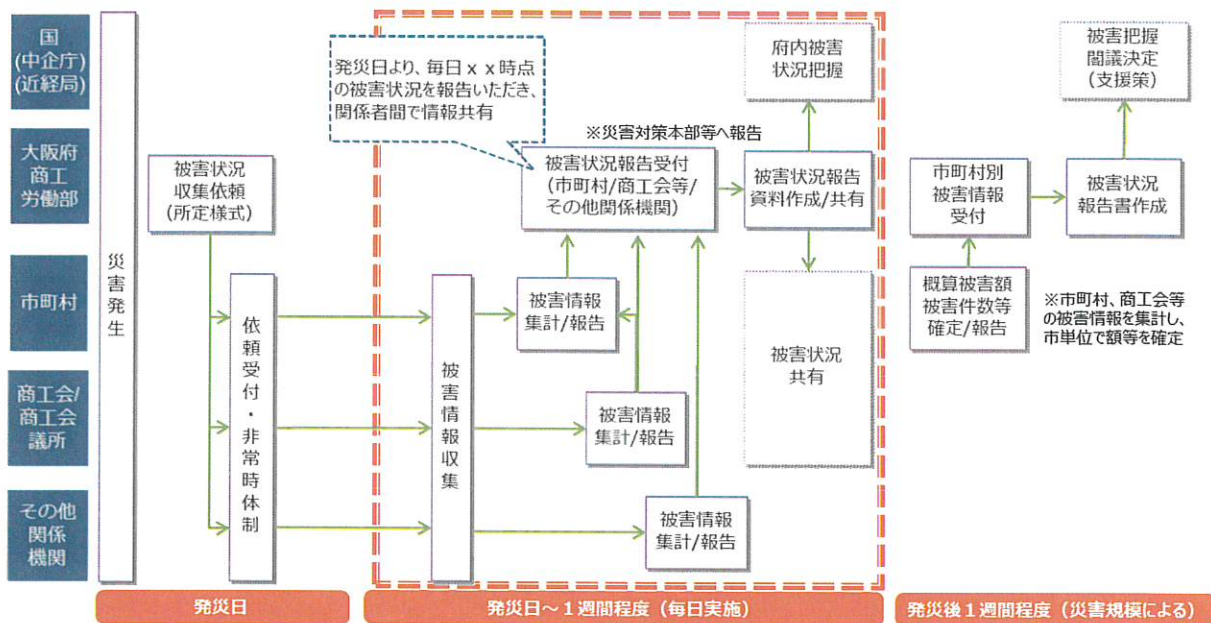 国
(中企庁)
(近経局)
大阪府
商工
労働部
市町村
商工会/
商工会
議所
その他
関係
機関
災害発生
被害状況
収集依頼
(所定様式)
依頼受付・非常時体制
発災日より、毎日ｘｘ時点
の被害状況を報告いただき、
関係者間で情報共有
被害情報収集
※災害対策本部等へ報告
被害状況報告受付
(市町村/商工会等/
その他関係機関)
被害情報
集計/報告
被害情報
集計/報告
被害情報
集計/報告
府内被害
状況把握
被害状況報告
資料作成/共有
被害状況
共有
市町村別
被害情報
受付
概算被害額
被害件数等
確定/報告
被害把握
閣議決定
(支援策)
被害状況
報告書作成
※市町村、商工会等
の被害情報を集計し、
市単位で額等を確定
発災日
発災日～１週間程度（毎日実施）
発災後１週間程度（災害規模による）